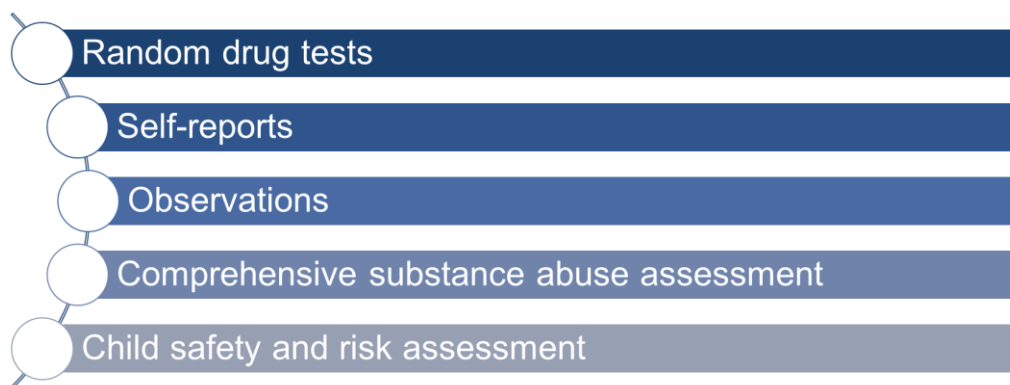 Random drug tests
Self-reports
Observations
Comprehensive substance abuse assessment
Child safety and risk assessment